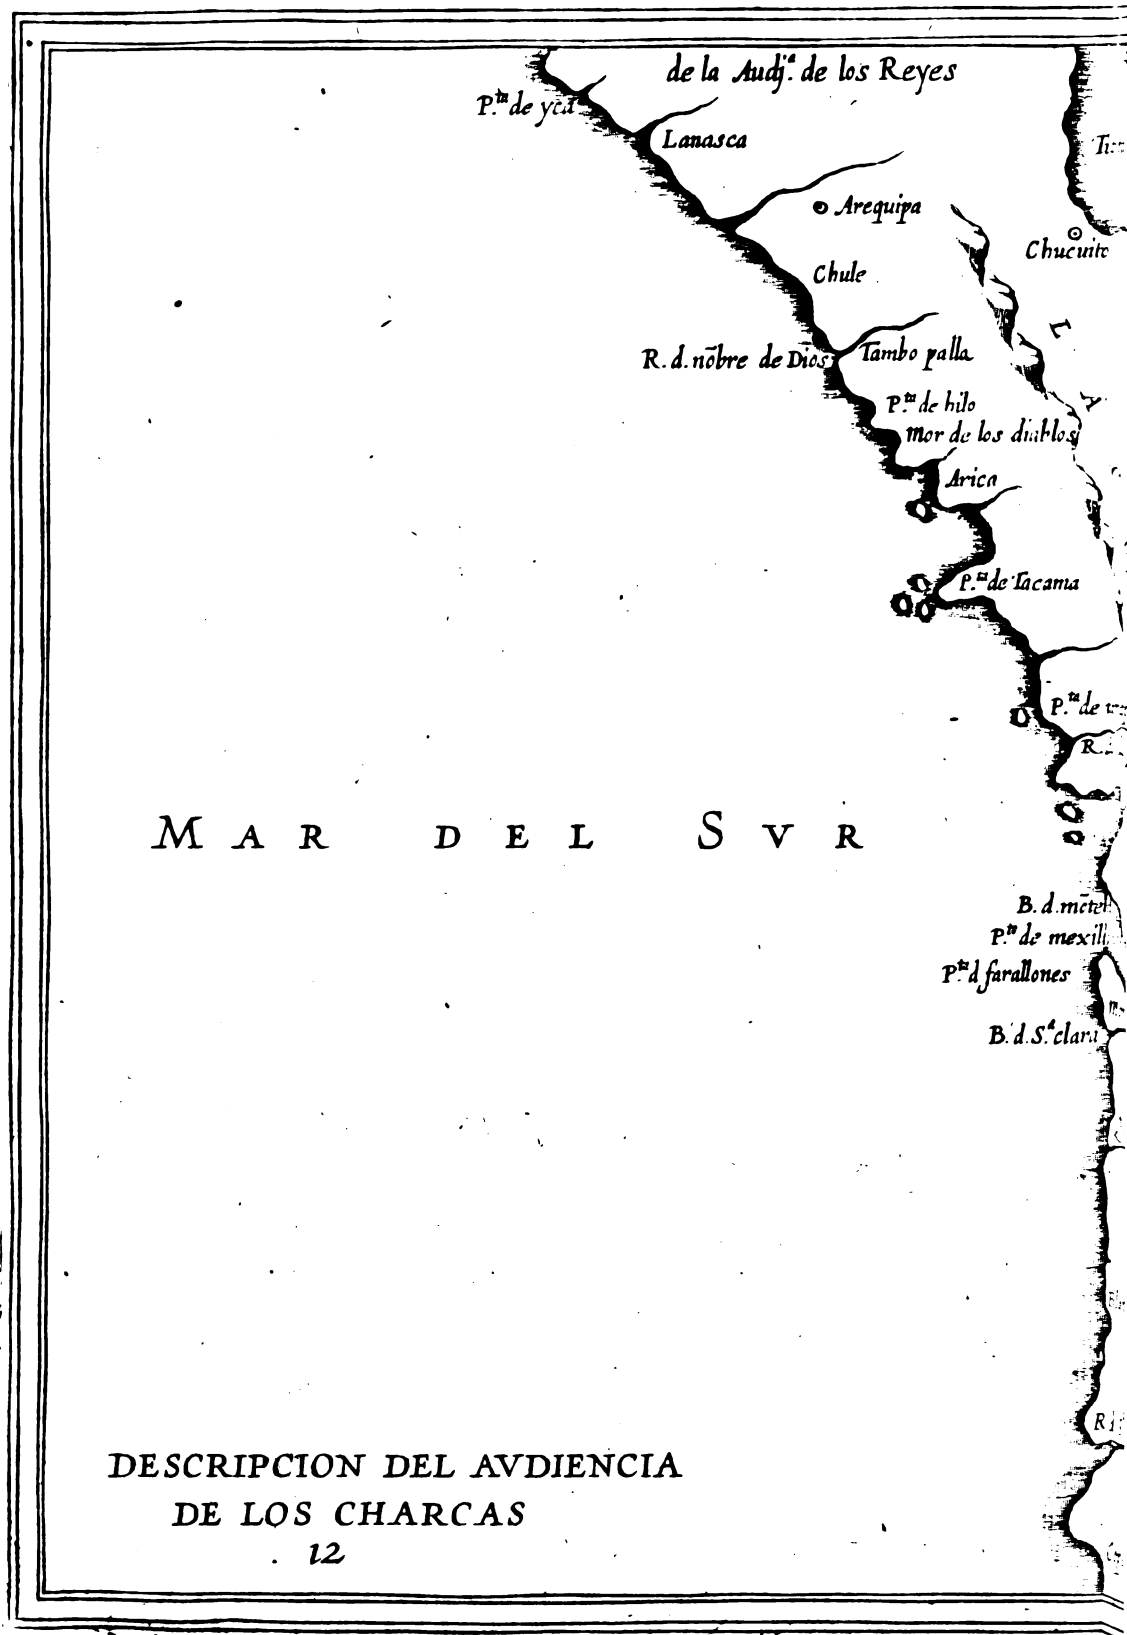 de la Audj.ª de los Reyes
P.ta de yca
Lanasca
Arequipa
Chucuito
Chule
L
R. d. nõbre de Dios
Tambo palla
A
P.ta de hilo
mor de los diablos
Arica
P.ta de Tacama
P.ta de
R.
MAR DEL SVR
B. d. mẽtel
P.to de mexill
P.ta d farallones
B. d. S.ª clara
R
DESCRIPCION DEL AVDIENCIA
DE LOS CHARCAS
12